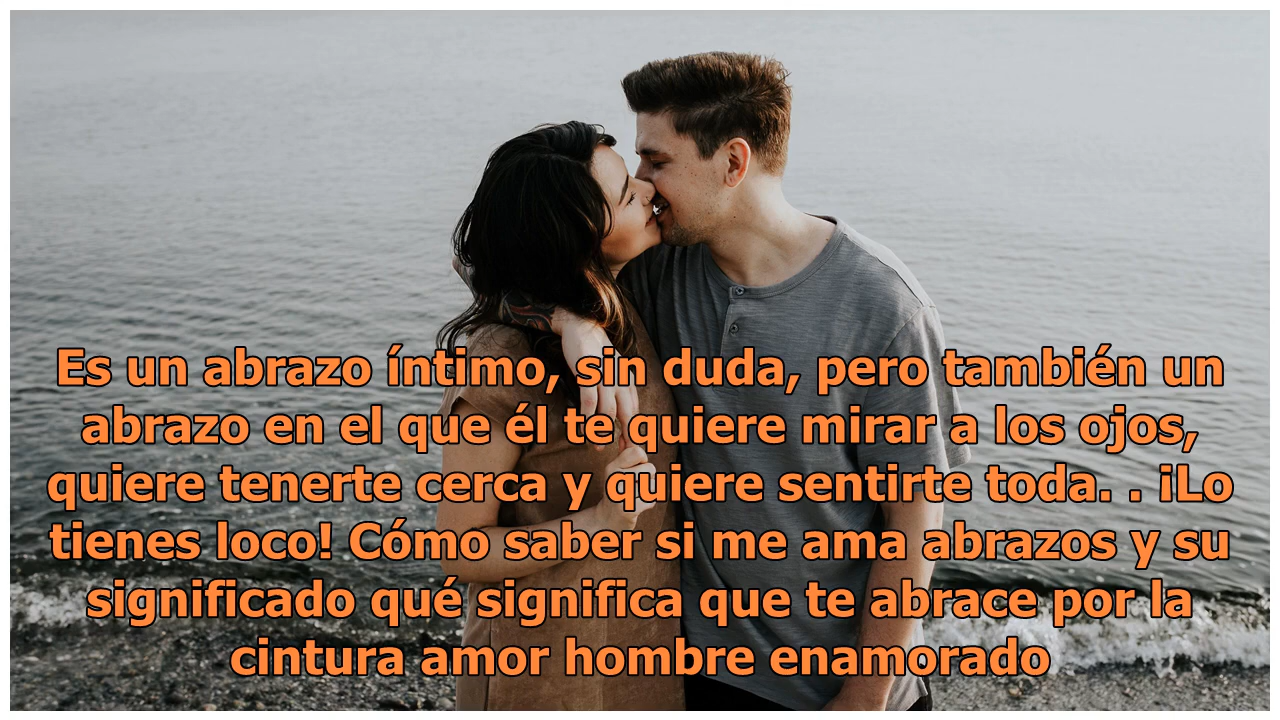 Es un abrazo íntimo, sin duda, pero también un
abrazo en el que él te quiere mirar a los ojos,
quiere tenerte cerca y quiere sentirte toda. . ¡Lo
tienes loco! Cómo saber si me ama abrazos y su
significado qué significa que te abrace por la
cintura amor hombre enamorado